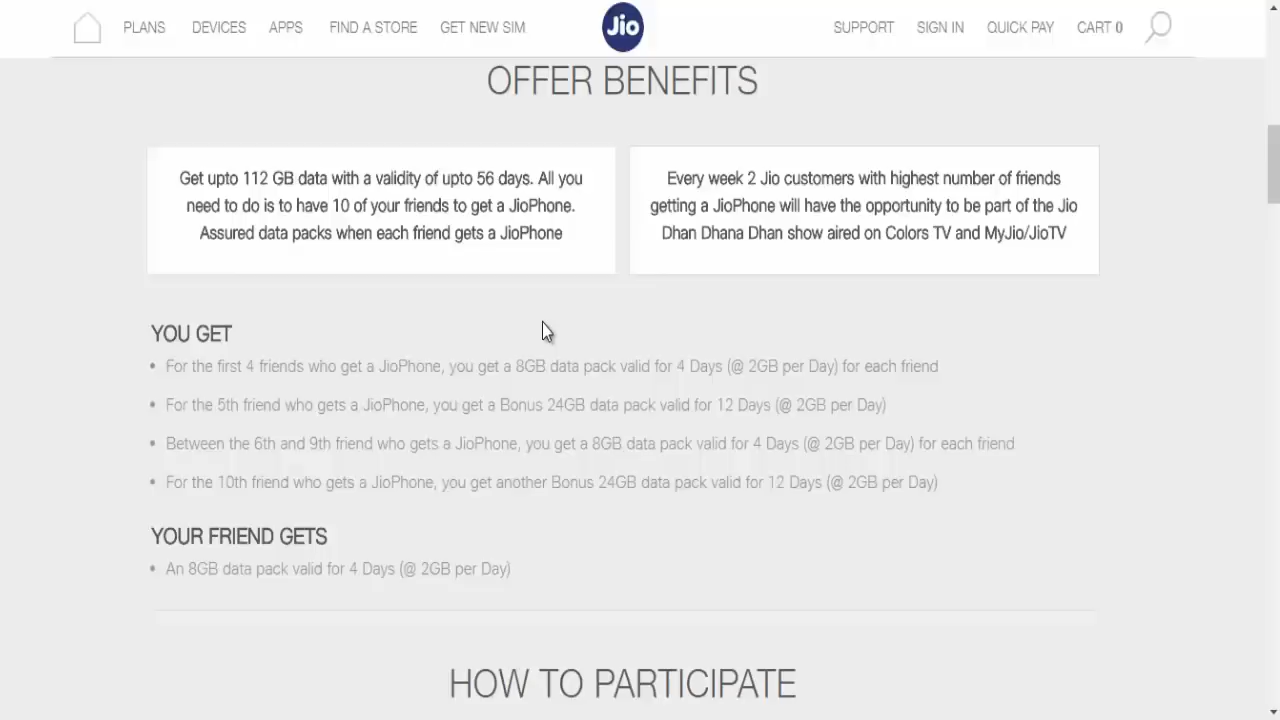 PLANS DEVICES APPS FIND A STORE GET NEW SIM Jio SUPPORT SIGN IN QUICK PAY CART 0
OFFER BENEFITS
Get upto 112 GB data with a validity of upto 56 days. All you
need to do is to have 10 of your friends to get a JioPhone.
Assured data packs when each friend gets a JioPhone
Every week 2 Jio customers with highest number of friends
getting a JioPhone will have the opportunity to be part of the Jio
Dhan Dhana Dhan show aired on Colors TV and MyJio/JioTV
YOU GET
• For the first 4 friends who get a JioPhone, you get a 8GB data pack valid for 4 Days (@ 2GB per Day) for each friend
• For the 5th friend who gets a JioPhone, you get a Bonus 24GB data pack valid for 12 Days (@ 2GB per Day)
• Between the 6th and 9th friend who gets a JioPhone, you get a 8GB data pack valid for 4 Days (@ 2GB per Day) for each friend
• For the 10th friend who gets a JioPhone, you get another Bonus 24GB data pack valid for 12 Days (@ 2GB per Day)
YOUR FRIEND GETS
• An 8GB data pack valid for 4 Days (@ 2GB per Day)
HOW TO PARTICIPATE